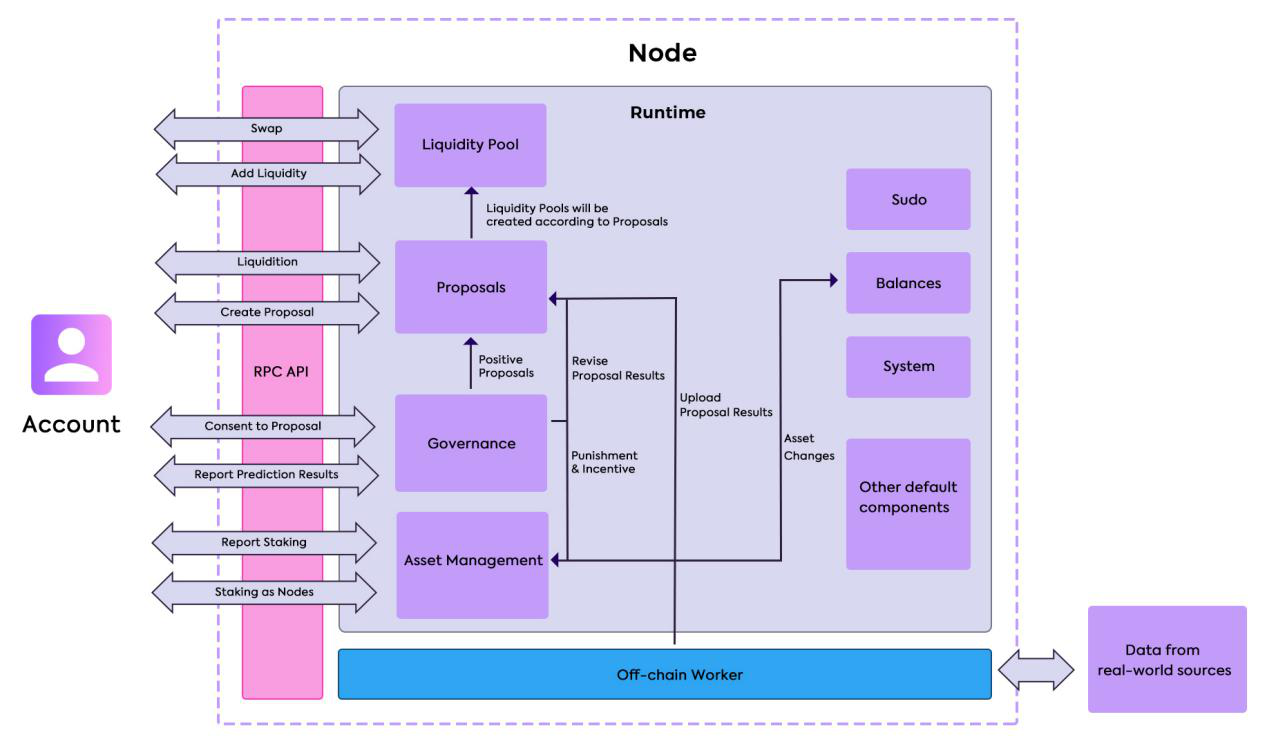 Node
Runtime
Swap
Add Liquidity
Liquidity Pool
Liquidity Pools will be
created according to Proposals
Liquidition
Create Proposal
Proposals
Positive
Proposals
Revise
Proposal Results
Upload
Proposal Results
Asset
Changes
Sudo
Balances
System
Other default
components
RPC API
Account
Consent to Proposal
Report Prediction Results
Governance
Punishment
& Incentive
Report Staking
Staking as Nodes
Asset Management
Off-chain Worker
Data from
real-world sources